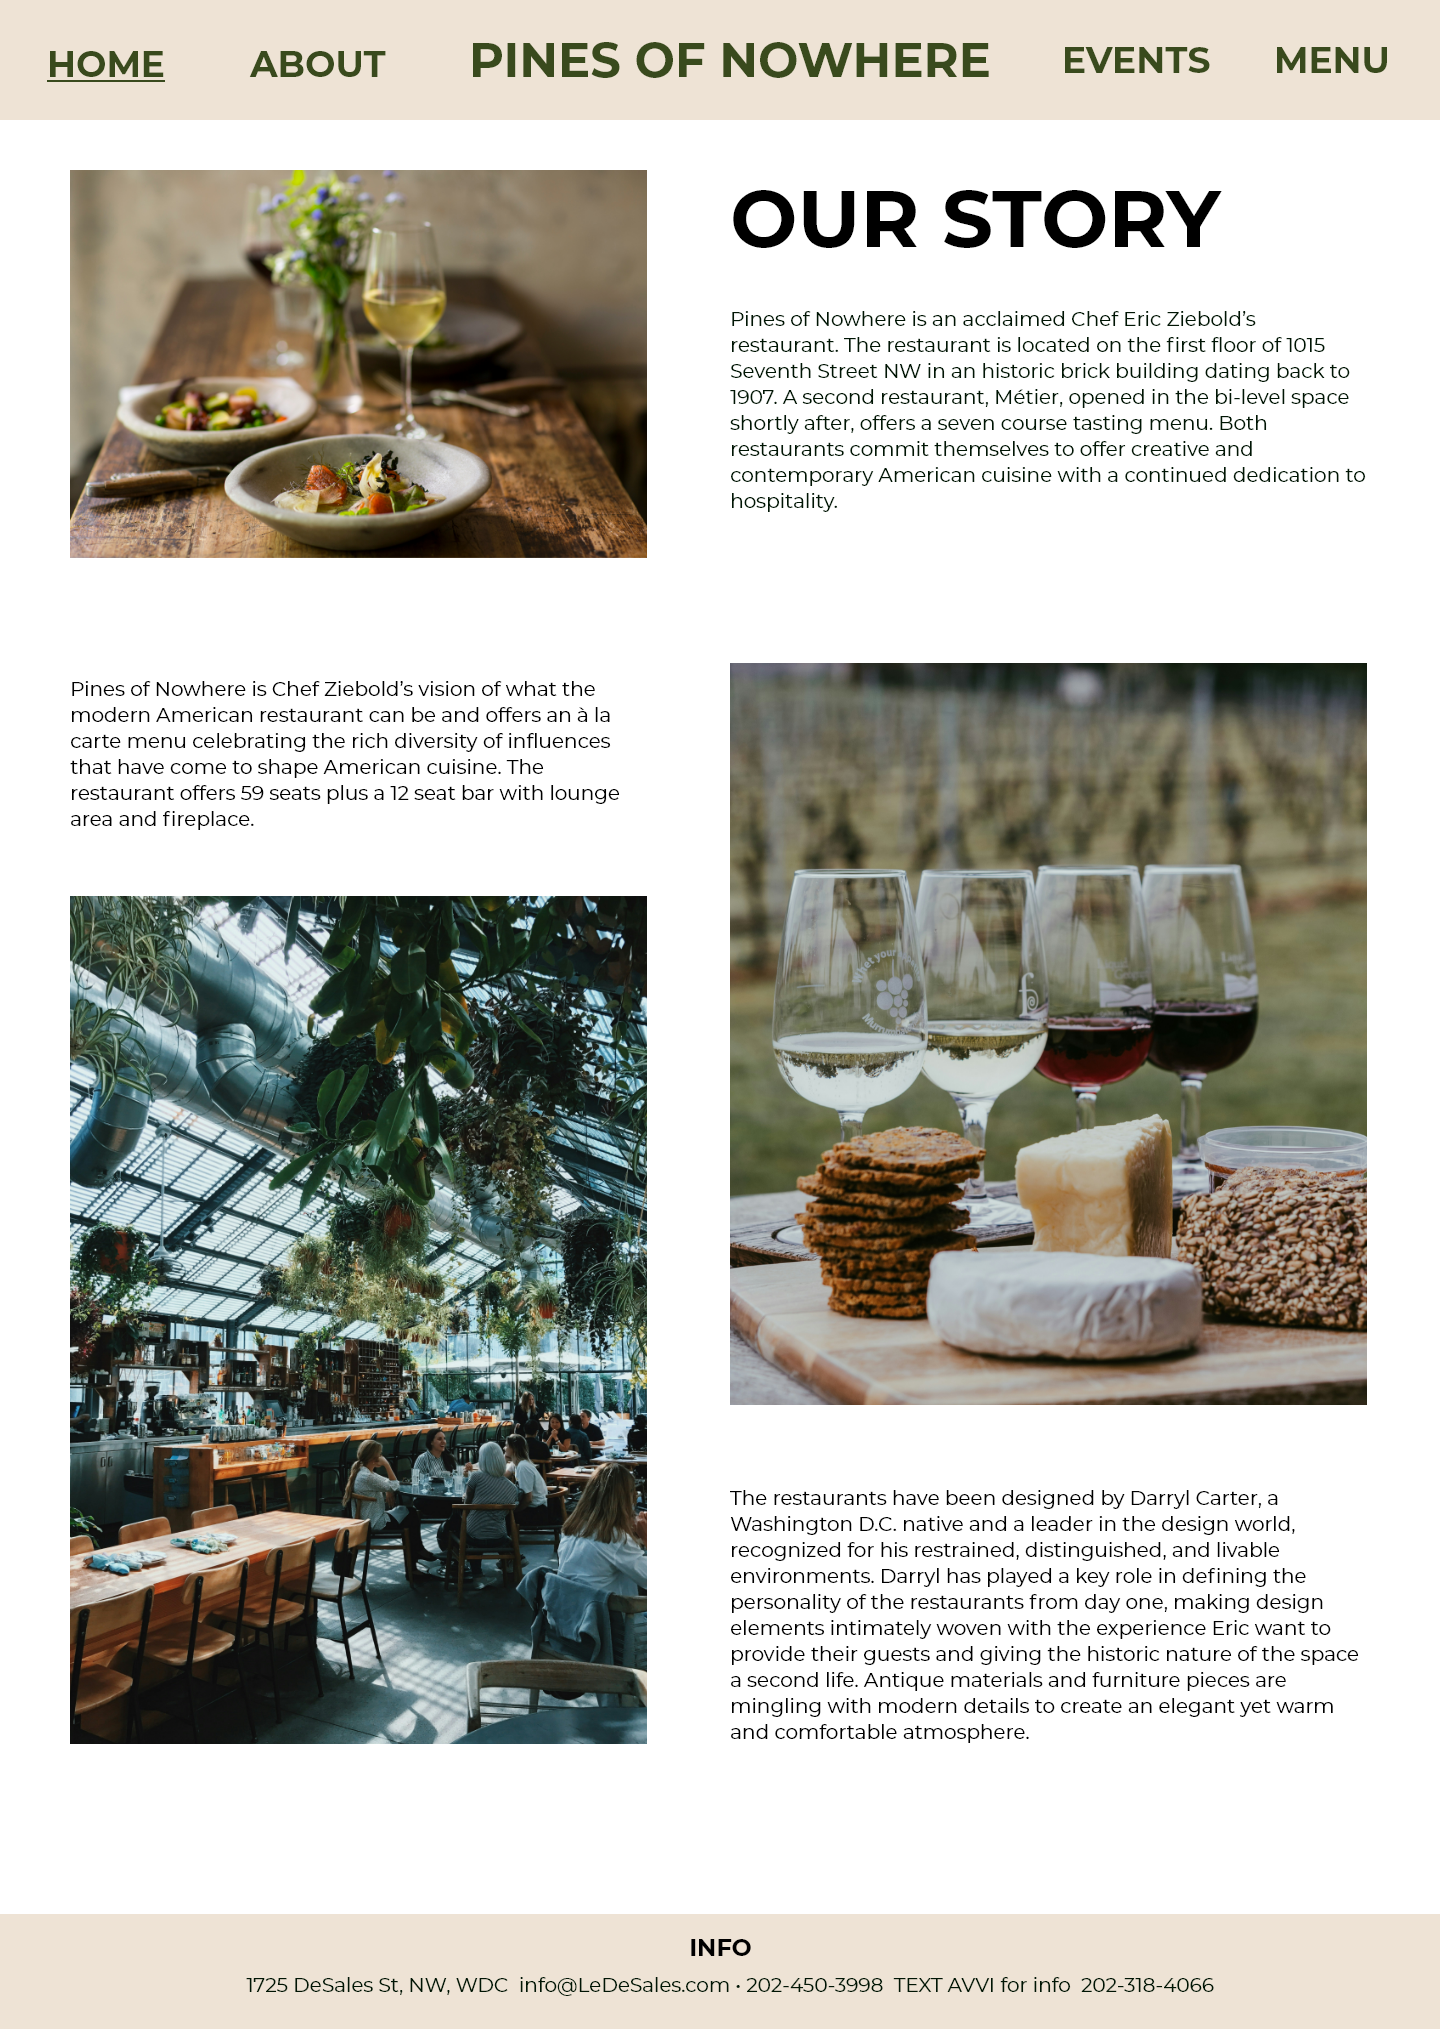 HOME ABOUT PINES OF NOWHERE EVENTS MENU
OUR STORY
Pines of Nowhere is an acclaimed Chef Eric Ziebold’s
restaurant. The restaurant is located on the first floor of 1015
Seventh Street NW in an historic brick building dating back to
1907. A second restaurant, Métier, opened in the bi-level space
shortly after, offers a seven course tasting menu. Both
restaurants commit themselves to offer creative and
contemporary American cuisine with a continued dedication to
hospitality.
Pines of Nowhere is Chef Ziebold’s vision of what the
modern American restaurant can be and offers an à la
carte menu celebrating the rich diversity of influences
that have come to shape American cuisine. The
restaurant offers 59 seats plus a 12 seat bar with lounge
area and fireplace.
The restaurants have been designed by Darryl Carter, a
Washington D.C. native and a leader in the design world,
recognized for his restrained, distinguished, and livable
environments. Darryl has played a key role in defining the
personality of the restaurants from day one, making design
elements intimately woven with the experience Eric want to
provide their guests and giving the historic nature of the space
a second life. Antique materials and furniture pieces are
mingling with modern details to create an elegant yet warm
and comfortable atmosphere.
INFO
1725 DeSales St, NW, WDC  info@LeDeSales.com • 202-450-3998  TEXT AVVI for info  202-318-4066